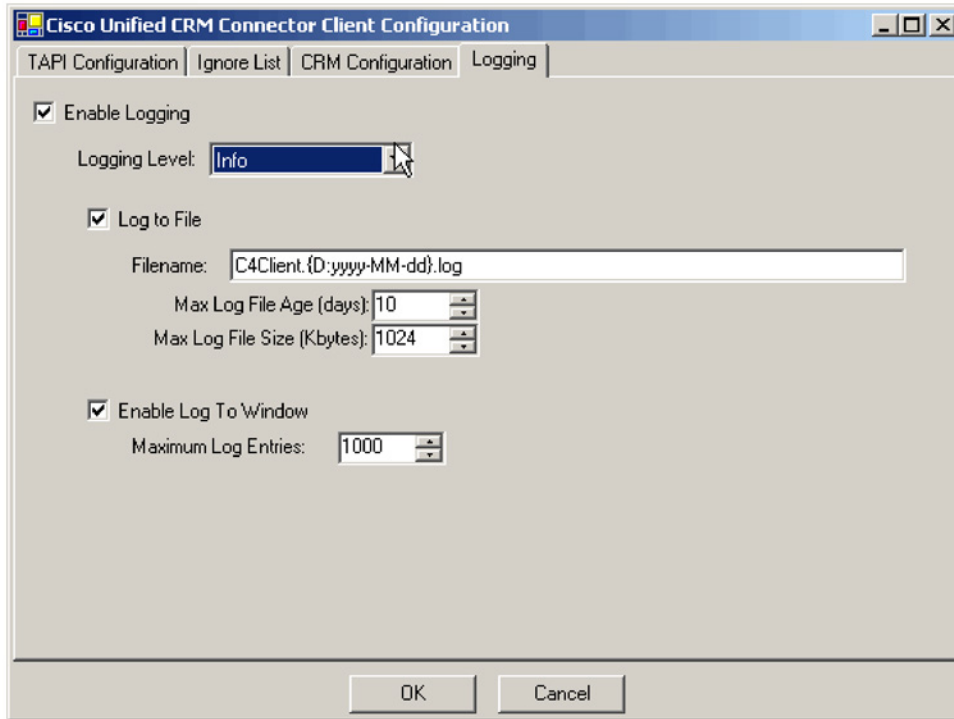 Cisco Unified CRM Connector Client Configuration
TAPI Configuration Ignore List CRM Configuration Logging
Enable Logging
Logging Level: Info
Log to File
Filename: C4Client.{D:yyyy-MM-dd}.log
Max Log File Age (days): 10
Max Log File Size (Kbytes): 1024
Enable Log To Window
Maximum Log Entries: 1000
OK Cancel